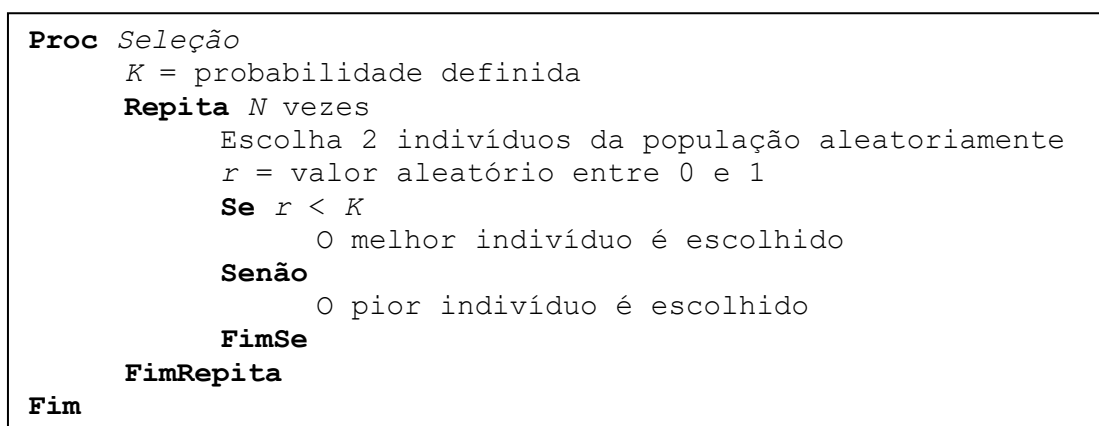 Proc Seleção
K = probabilidade definida
Repita N vezes
Escolha 2 indivíduos da população aleatoriamente
r = valor aleatório entre 0 e 1
Se r < K
O melhor indivíduo é escolhido
Senão
O pior indivíduo é escolhido
FimSe
FimRepita
Fim